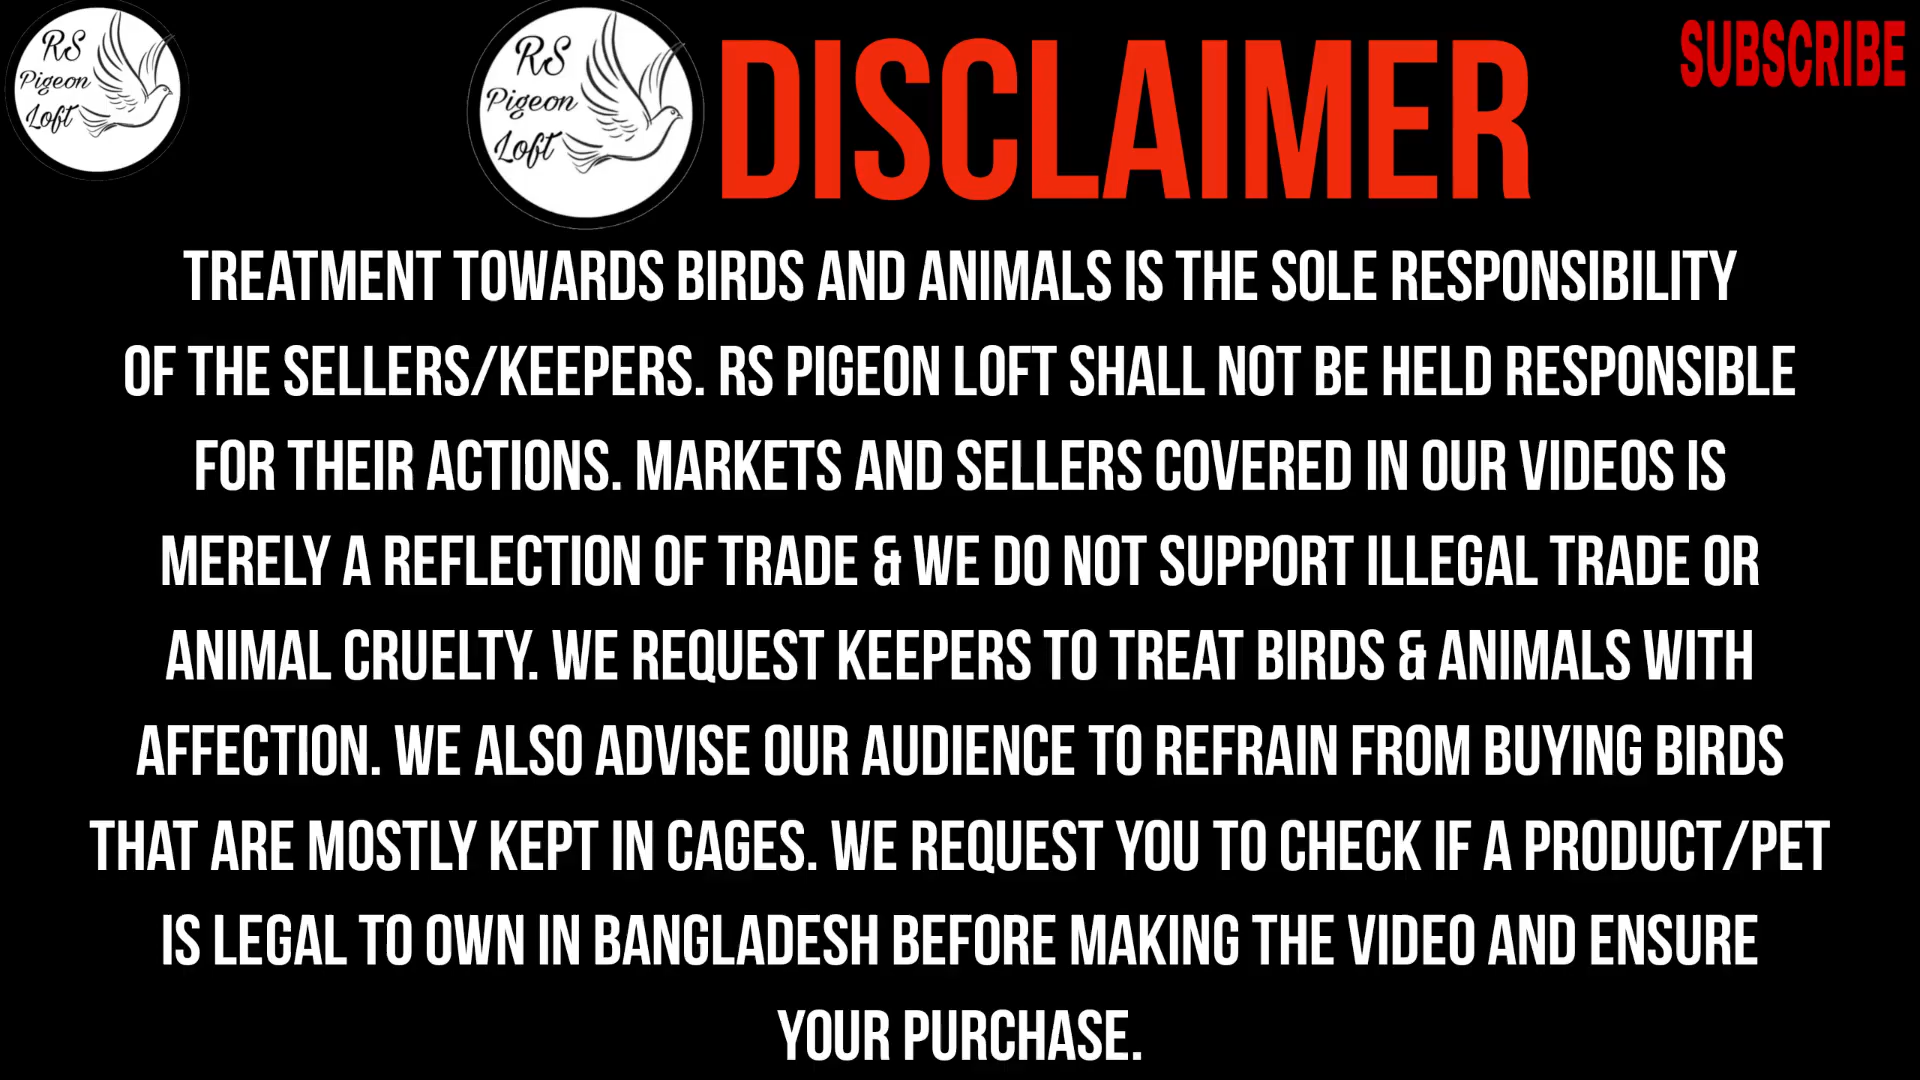 RS
Pigeon
Loft
RS
Pigeon
Loft
DISCLAIMER
SUBSCRIBE
TREATMENT TOWARDS BIRDS AND ANIMALS IS THE SOLE RESPONSIBILITY
OF THE SELLERS/KEEPERS. RS PIGEON LOFT SHALL NOT BE HELD RESPONSIBLE
FOR THEIR ACTIONS. MARKETS AND SELLERS COVERED IN OUR VIDEOS IS
MERELY A REFLECTION OF TRADE & WE DO NOT SUPPORT ILLEGAL TRADE OR
ANIMAL CRUELTY. WE REQUEST KEEPERS TO TREAT BIRDS & ANIMALS WITH
AFFECTION. WE ALSO ADVISE OUR AUDIENCE TO REFRAIN FROM BUYING BIRDS
THAT ARE MOSTLY KEPT IN CAGES. WE REQUEST YOU TO CHECK IF A PRODUCT/PET
IS LEGAL TO OWN IN BANGLADESH BEFORE MAKING THE VIDEO AND ENSURE
YOUR PURCHASE.